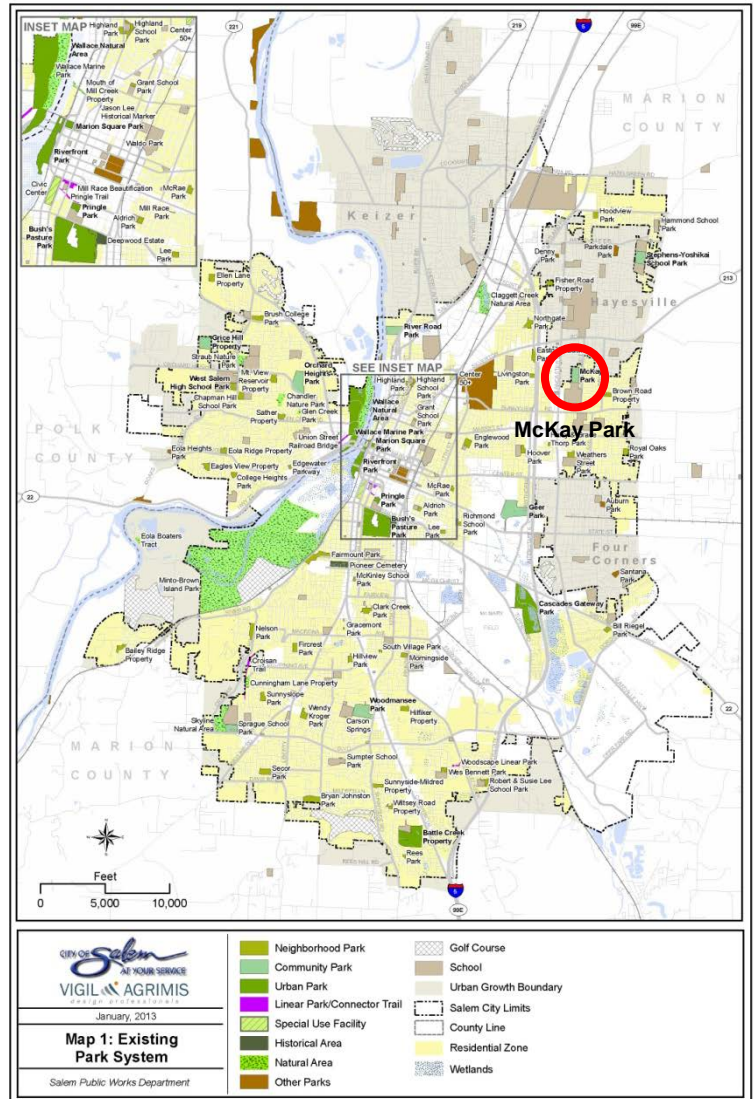 INSET MAP
Highland
Park
Highland
School
Park
Center
50+
Wallace Natural
Area
Wallace Marine
Park
Mouth of
Mill Creek
Property
Grant School
Park
Jason Lee
Historical Marker
Marion Square Park
Waldo Park
Riverfront
Park
Civic
Center
Mill Race Beautification
Pringle Trail
McRae
Park
Pringle
Park
Mill Race
Park
Aldrich
Park
Bush's
Pasture
Park
Deepwood Estate
Lee
Park
221
219
5
99E
MARION
COUNTY
Keizer
Hoodview
Park
Hammond School
Park
Parkdale
Park
Denny
Park
Stephens-Yoshikai
School Park
213
Ellen Lane
Property
Claggett Creek
Natural Area
Fisher Road
Property
Hayesville
Brush College
Park
River Road
Park
Northgate
Park
Grice Hill
Property
Straub Nature
Park
Orchard
Heights
Park
SEE INSET MAP
Highland
Park
Highland
School
Park
Center
50+
Livingston
Park
McKay
Park
McKay Park
West Salem
High School Park
Mt-View
Reservoir
Property
Wallace
Natural
Area
Grant
School
Park
Brown Road
Property
Chapman Hill
School Park
Chandler
Nature Park
Sather
Property
Glen Creek
Park
Wallace Marine Park
Marion
Square
Park
Englewood
Park
Thorp
Park
POLK
COUNTY
Union Street
Railroad Bridge
Eola Heights
Park
Eola Ridge Property
Riverfront
Park
Hoover
Park
Weathers
Street
Park
Royal Oaks
Park
Eagles View Property
Edgewater
Parkway
College Heights
Park
McRae
Park
22
Pringle
Park
Aldrich
Park
Richmond
School
Park
Geer
Park
Auburn
Park
Bush's
Pasture
Park
Lee
Park
Eola Boaters
Tract
Four
Corners
Minto-Brown
Island Park
Fairmount Park
Pioneer Cemetery
McKinley School
Park
Santana
Park
Clark Creek
Park
Cascades Gateway
Park
Bill Riegel
Park
Nelson
Park
Gracemont
Park
Bailey Ridge
Property
Fircrest
Park
Hillview
Park
South Village Park
Morningside
Park
Croisan
Trail
Cunningham Lane Property
Sunnyslope
Park
Wendy
Kroger
Park
Woodmansee
Park
22
Skyline
Natural Area
Sprague School
Park
Carson
Springs
Hilfiker
Property
MARION
COUNTY
Secor
Park
Sumpter School
Park
Woodscape Linear Park
Wes Bennett Park
Sunnyside-Mildred
Property
Robert & Susie Lee
School Park
Bryan Johnston
Park
Wiltsey Road
Property
Battle Creek
Property
Rees
Park
5
99E
Feet
0 5,000 10,000
CITY OF Salem
AT YOUR SERVICE
VIGIL AGRIMIS
design professionals
January, 2013
Map 1: Existing
Park System
Salem Public Works Department
Neighborhood Park
Community Park
Urban Park
Linear Park/Connector Trail
Special Use Facility
Historical Area
Natural Area
Other Parks
Golf Course
School
Urban Growth Boundary
Salem City Limits
County Line
Residential Zone
Wetlands